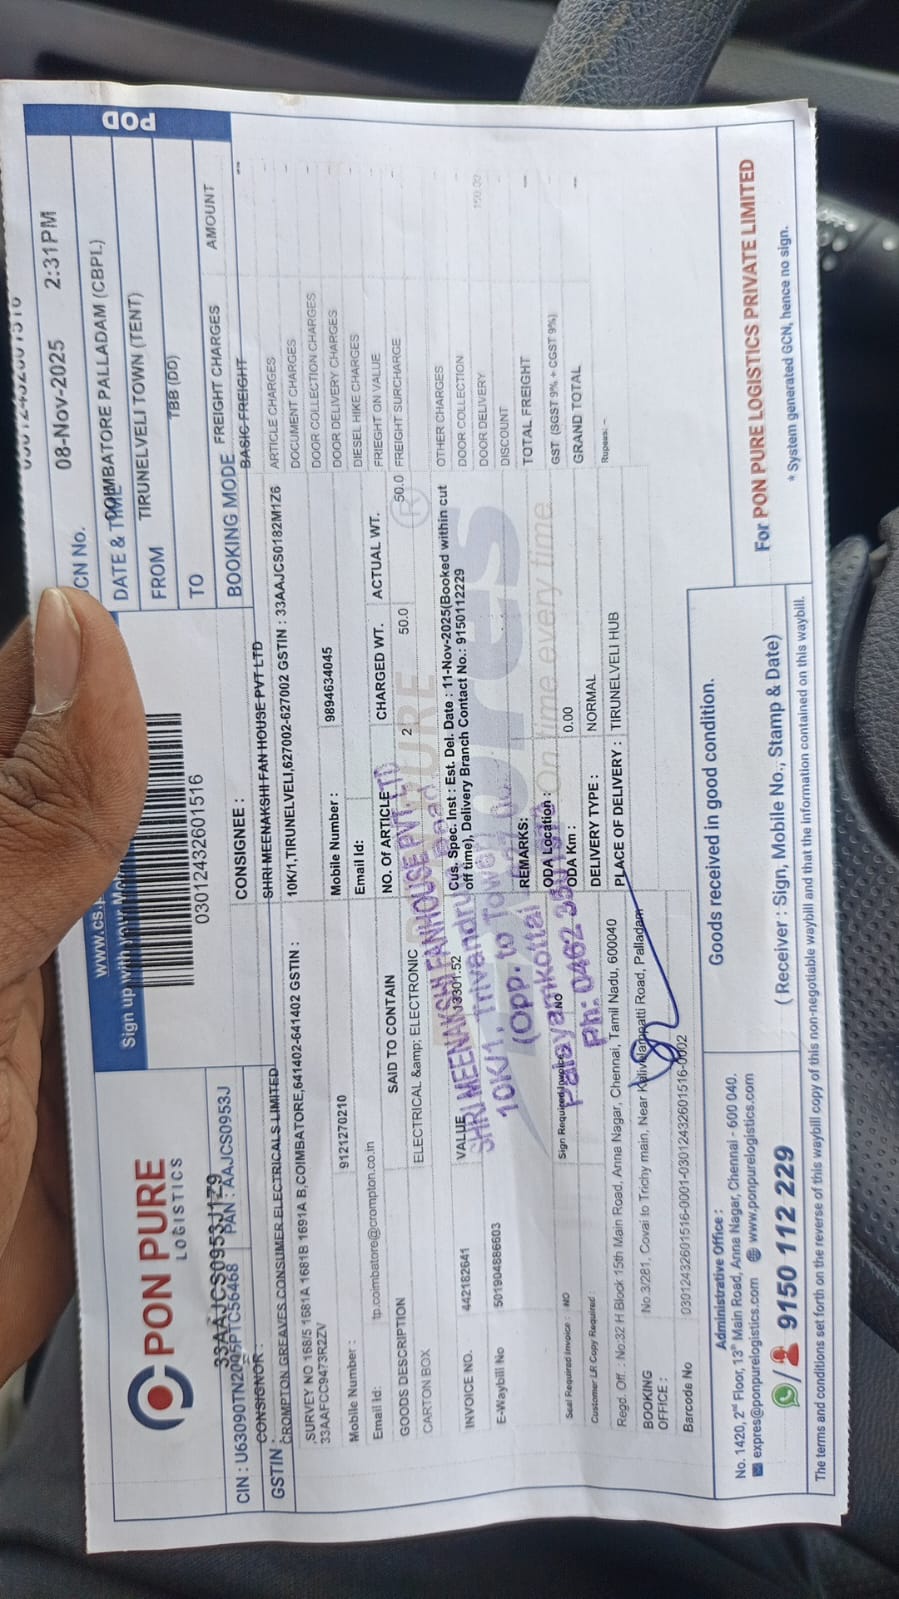 POD
PON PURE
LOGISTICS
33AAJCS0953J1Z9
CIN : U63090TN2005PTC56468 PAN : AAJCS0953J
GSTIN :
www.cs.
Sign up with your Mo
030124432601516
CN No.
08-Nov-2025 2:31PM
DATE & TIME
COIMBATORE PALLADAM (CBPL)
FROM
TIRUNELVELI TOWN (TENT)
TO
TBB (DD)
BOOKING MODE
FREIGHT CHARGES AMOUNT
CONSIGNOR :
CROMPTON GREAVES CONSUMER ELECTRICALS LIMITED
,SURVEY NO 168/5 1681A 1681B 1691A B,COIMBATORE,641402-641402 GSTIN :
33AAFCC9473R2ZV
Mobile Number : 9121270210
Email Id: tp.coimbatore@crompton.co.in
CONSIGNEE :
SHRI MEENAKSHI FAN HOUSE PVT LTD
10K/1,TIRUNELVELI,627002-627002 GSTIN : 33AAJCS0182M1Z6
Mobile Number : 9894634045
Email Id:
GOODS DESCRIPTION SAID TO CONTAIN NO. OF ARTICLE CHARGED WT. ACTUAL WT.
CARTON BOX ELECTRICAL &amp; ELECTRONIC 2 50.0 50.0
INVOICE NO. 442182641 VALUE 13301.52
E-Waybill No 501904886603
Cus. Spec. Inst : Est. Del. Date : 11-Nov-2025(Booked within cut
off time), Delivery Branch Contact No.: 9150112229
REMARKS:
Seal Required Invoice : NO Sign Required Invoice NO
ODA Location :
ODA Km : 0.00
Customer LR Copy Required :
DELIVERY TYPE : NORMAL
Regd. Off. : No:32 H Block 15th Main Road, Anna Nagar, Chennai, Tamil Nadu, 600040
PLACE OF DELIVERY : TIRUNELVELI HUB
BOOKING
OFFICE :
No.3/281, Covai to Trichy main, Near Kalivelampatti Road, Palladam
Barcode No 030124432601516-0001-030124432601516-0002
SHRI MEENAKSHI FANHOUSE PVT LTD
10K/1, Trivandrum Road
(Opp. to Tower)
Palayamkottai
Ph: 0462
BASIC FREIGHT
ARTICLE CHARGES
DOCUMENT CHARGES
DOOR COLLECTION CHARGES
DOOR DELIVERY CHARGES
DIESEL HIKE CHARGES
FRIEGHT ON VALUE
FREIGHT SURCHARGE
OTHER CHARGES
DOOR COLLECTION
DOOR DELIVERY
DISCOUNT
TOTAL FREIGHT
GST (SGST 9% + CGST 9%)
GRAND TOTAL
Rupees: -
On time every time
Administrative Office :
No. 1420, 2nd Floor, 13th Main Road, Anna Nagar, Chennai - 600 040.
expres@ponpurelogistics.com www.ponpurelogistics.com
9150 112 229
Goods received in good condition.
( Receiver : Sign, Mobile No., Stamp & Date)
For PON PURE LOGISTICS PRIVATE LIMITED
* System generated GCN, hence no sign.
The terms and conditions set forth on the reverse of this waybill copy of this non-negotiable waybill and that the information contained on this waybill.